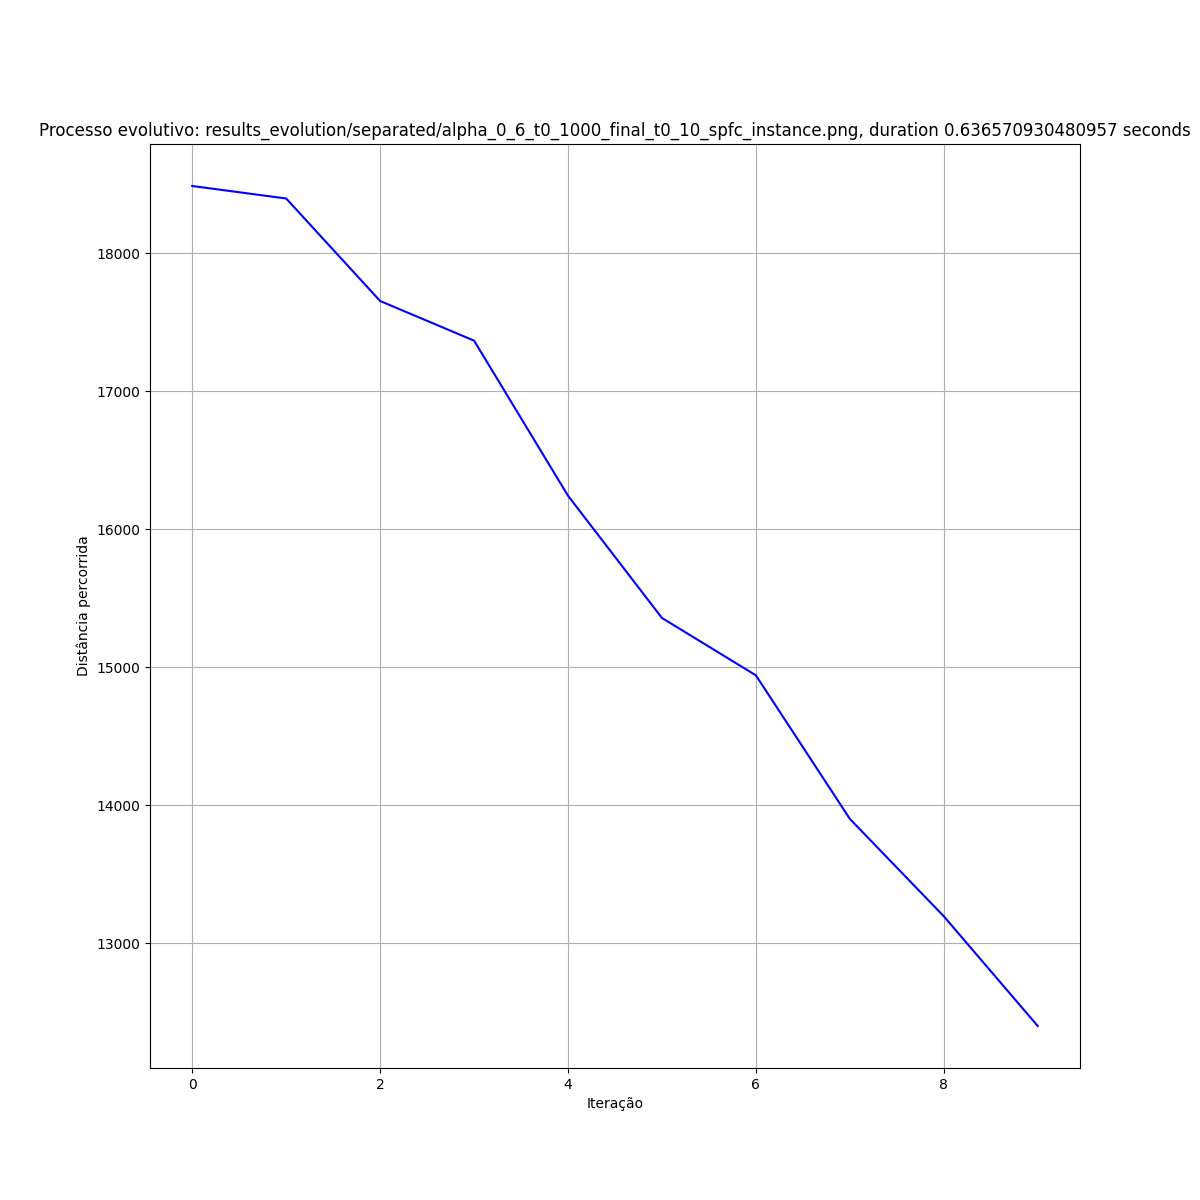 Processo evolutivo: results_evolution/separated/alpha_0_6_t0_1000_final_t0_10_spfc_instance.png, duration 0.636570930480957 seconds
18000
17000
16000
15000
14000
13000
Distância percorrida
0 2 4 6 8
Iteração